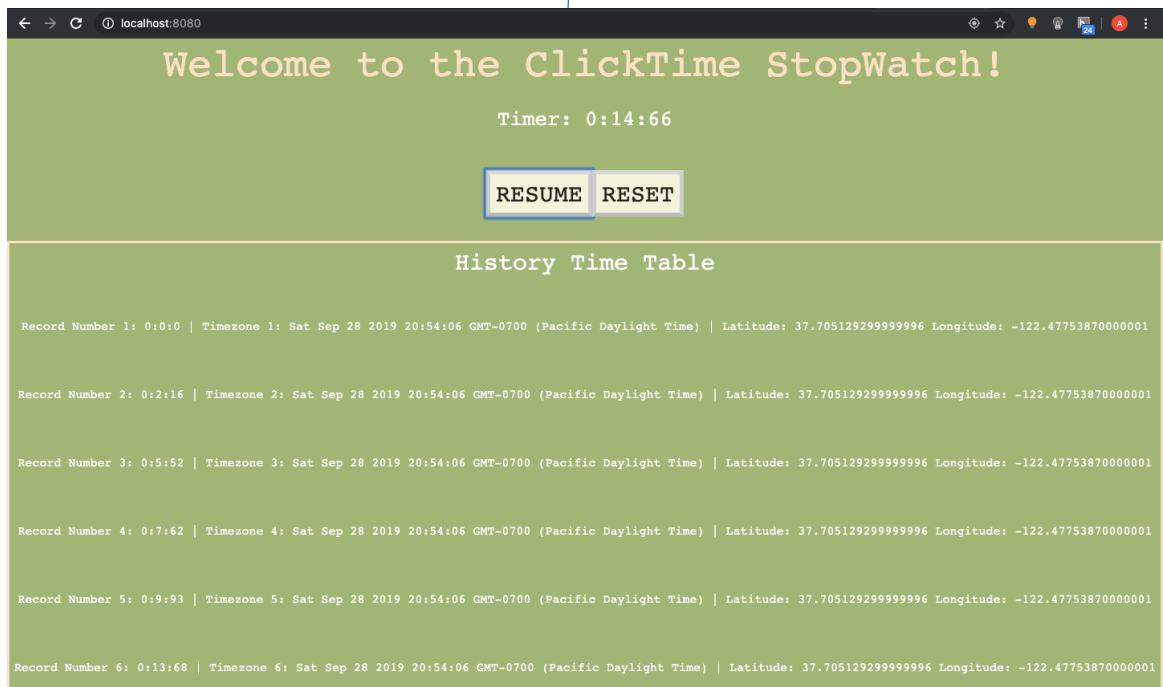 localhost:8080
24
A
Welcome to the ClickTime StopWatch!
Timer: 0:14:66
RESUME RESET
History Time Table
Record Number 1: 0:0:0 | Timezone 1: Sat Sep 28 2019 20:54:06 GMT-0700 (Pacific Daylight Time) | Latitude: 37.705129299999996 Longitude: -122.47753870000001
Record Number 2: 0:2:16 | Timezone 2: Sat Sep 28 2019 20:54:06 GMT-0700 (Pacific Daylight Time) | Latitude: 37.705129299999996 Longitude: -122.47753870000001
Record Number 3: 0:5:52 | Timezone 3: Sat Sep 28 2019 20:54:06 GMT-0700 (Pacific Daylight Time) | Latitude: 37.705129299999996 Longitude: -122.47753870000001
Record Number 4: 0:7:62 | Timezone 4: Sat Sep 28 2019 20:54:06 GMT-0700 (Pacific Daylight Time) | Latitude: 37.705129299999996 Longitude: -122.47753870000001
Record Number 5: 0:9:93 | Timezone 5: Sat Sep 28 2019 20:54:06 GMT-0700 (Pacific Daylight Time) | Latitude: 37.705129299999996 Longitude: -122.47753870000001
Record Number 6: 0:13:68 | Timezone 6: Sat Sep 28 2019 20:54:06 GMT-0700 (Pacific Daylight Time) | Latitude: 37.705129299999996 Longitude: -122.47753870000001